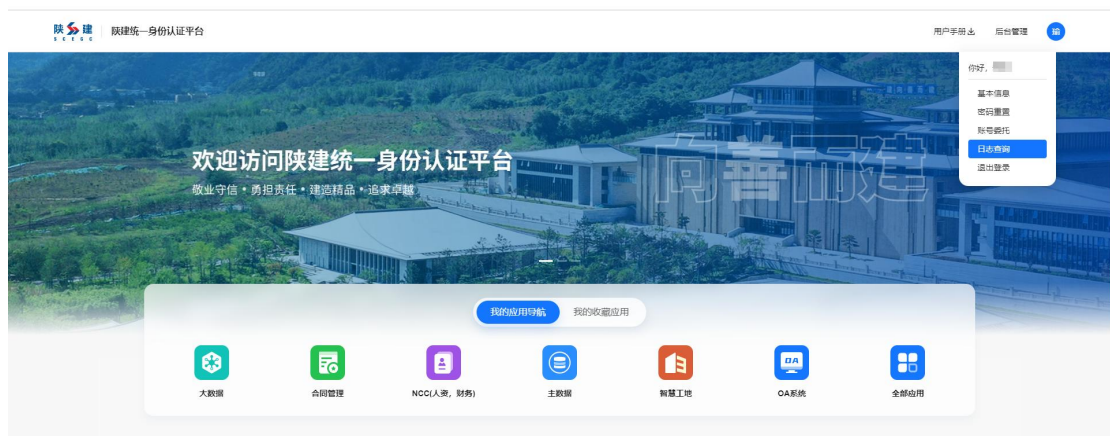 陕建
SCEGC
陕建统一身份认证平台
用户手册
后台管理
瑜
你好，
基本信息
密码重置
账号委托
日志查询
退出登录
欢迎访问陕建统一身份认证平台
敬业守信·勇担责任·建造精品·追求卓越
向善而建
我的应用导航
我的收藏应用
大数据
合同管理
NCC(人资，财务)
主数据
智慧工地
OA
OA系统
全部应用